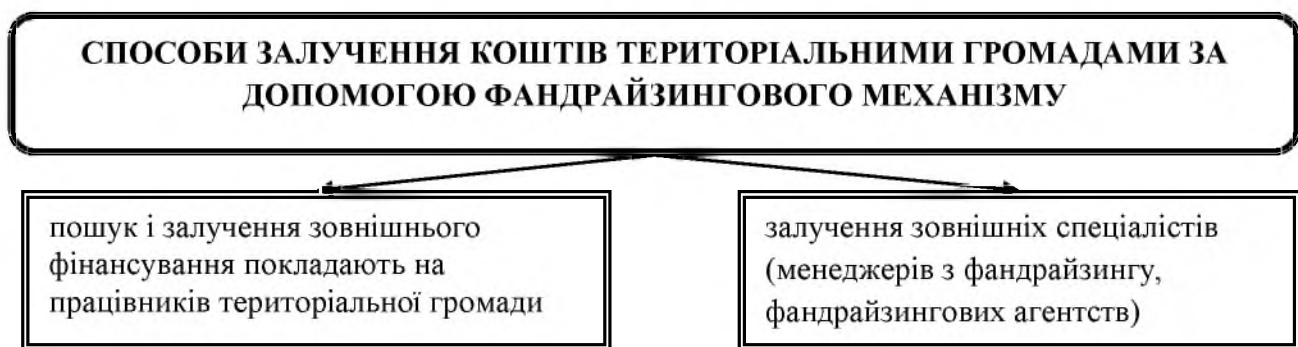 СПОСОБИ ЗАЛУЧЕННЯ КОШТІВ ТЕРИТОРІАЛЬНИМИ ГРОМАДАМИ ЗА
ДОПОМОГОЮ ФАНДРАЙЗИНГОВОГО МЕХАНІЗМУ
пошук і залучення зовнішнього
фінансування покладають на
працівників територіальної громади
залучення зовнішніх спеціалістів
(менеджерів з фандрайзингу,
фандрайзингових агентств)